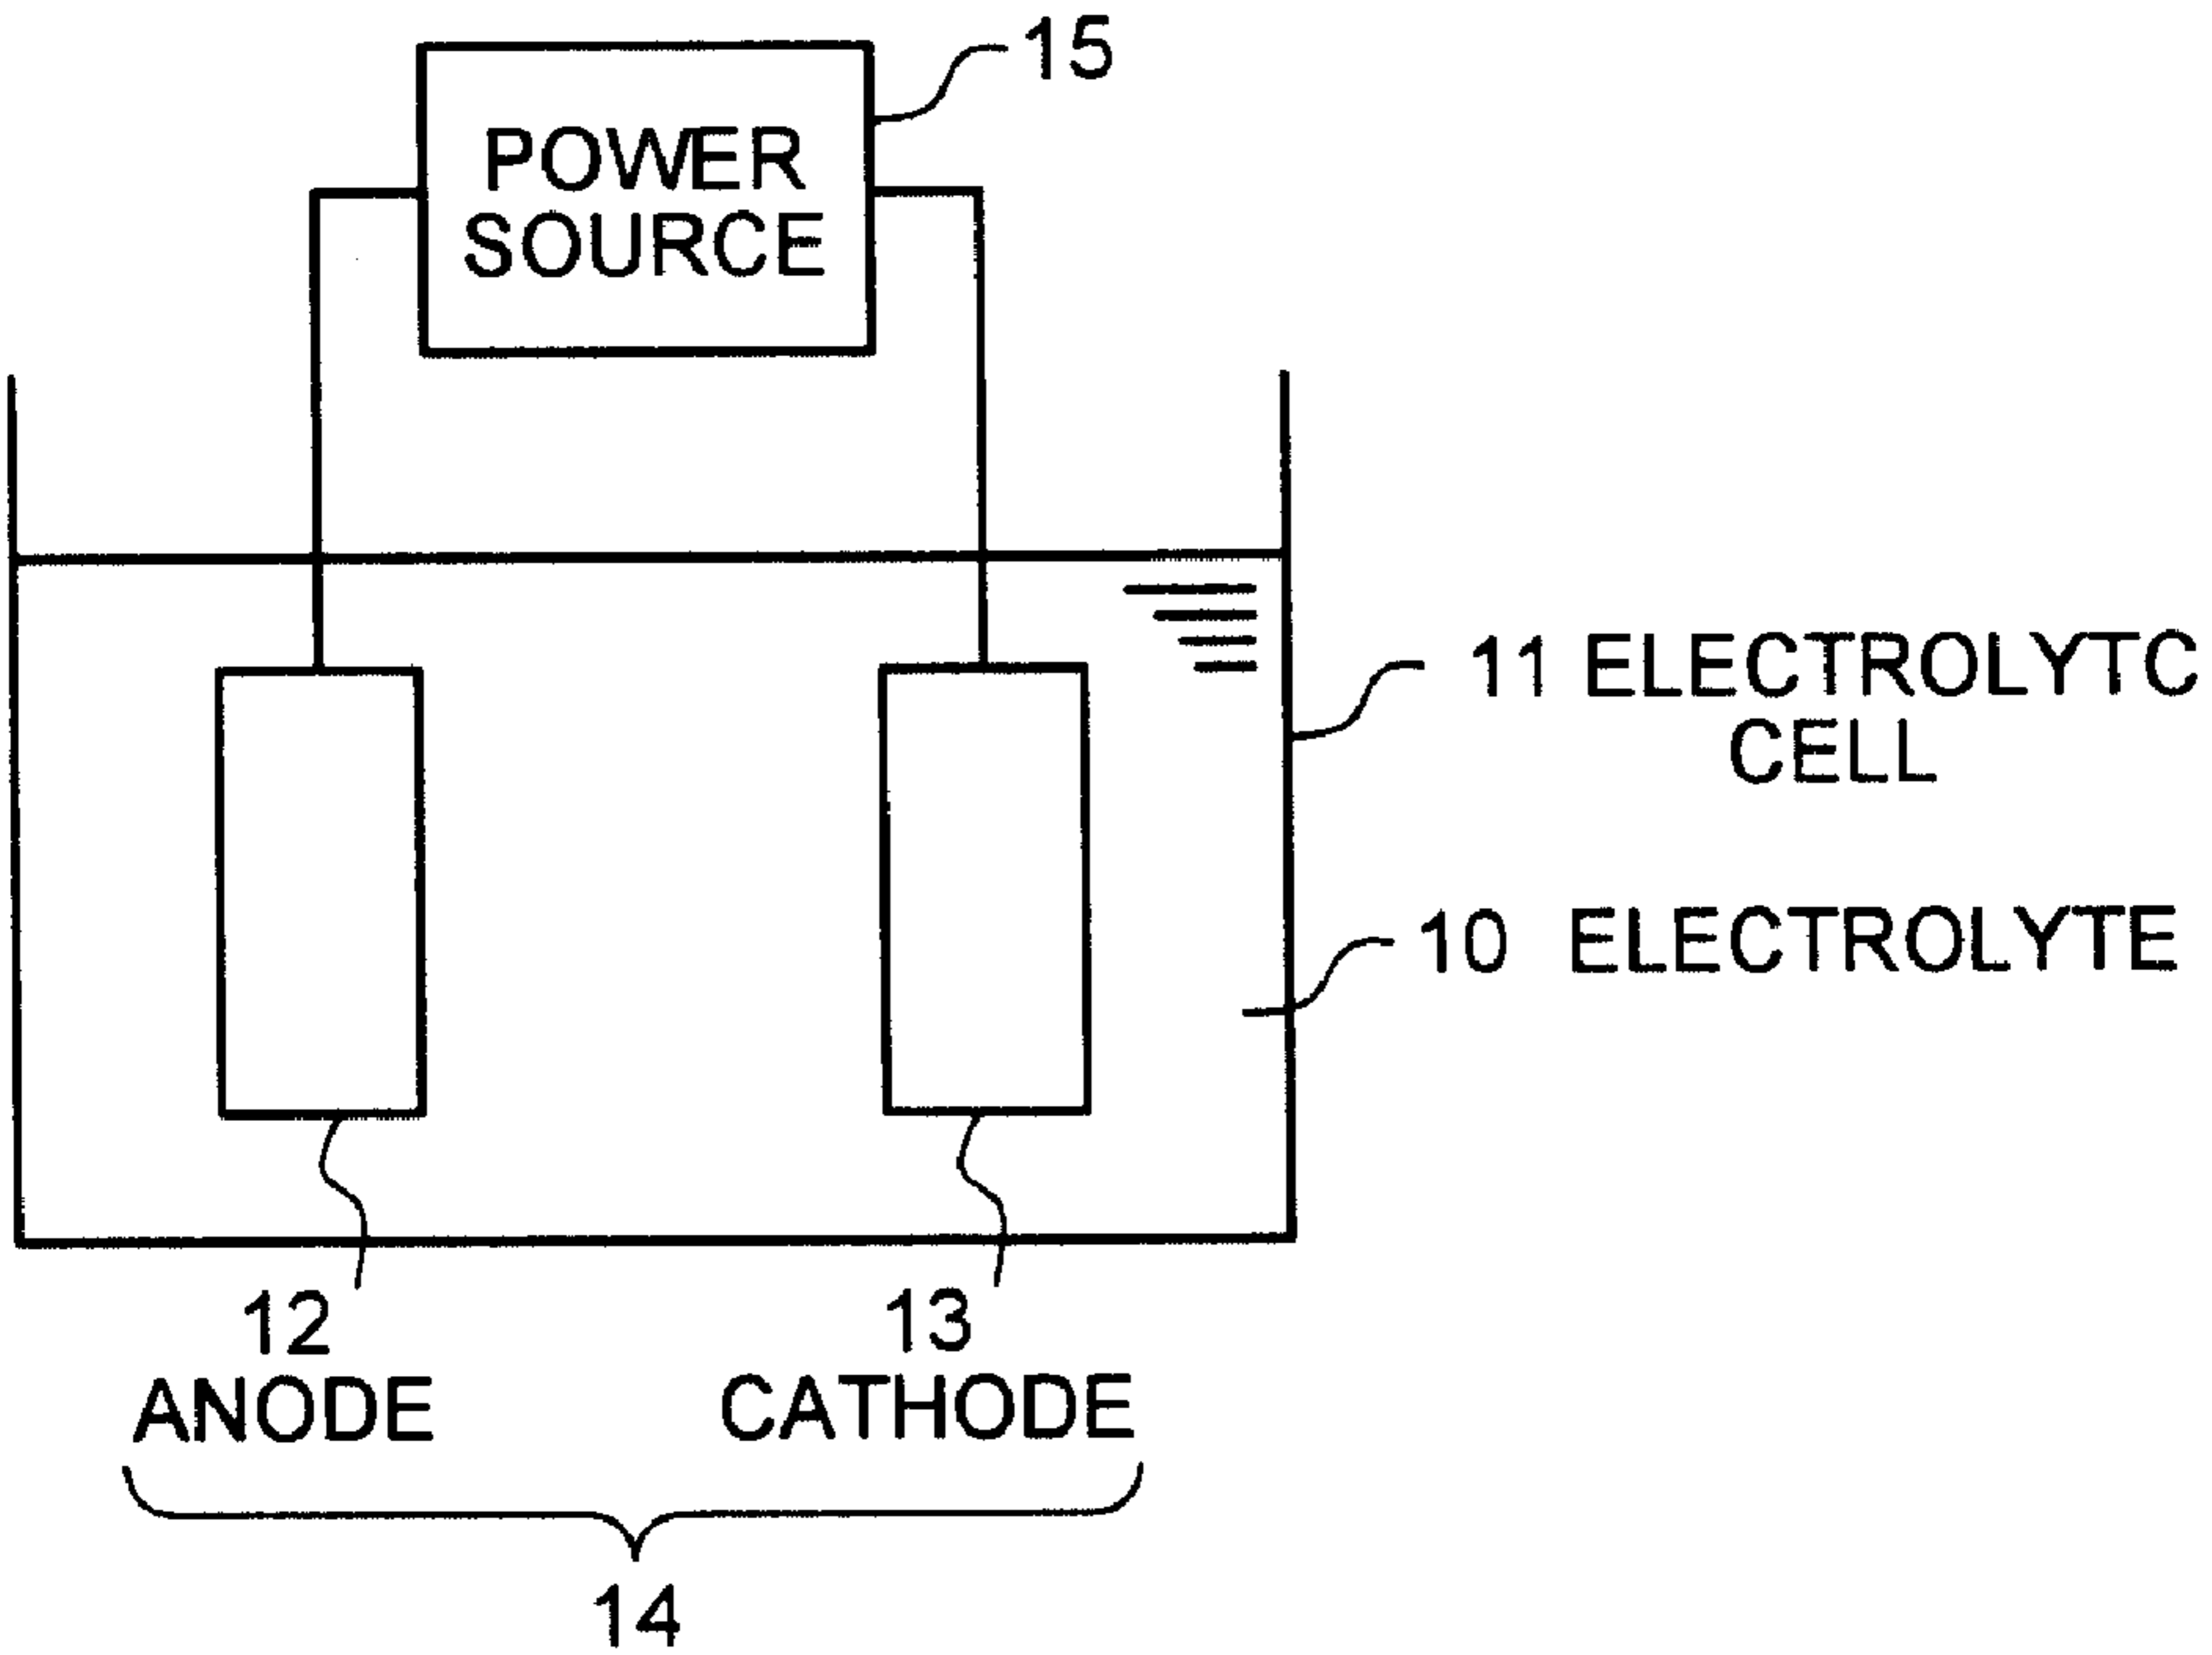 15
POWER
SOURCE
11 ELECTROLYTC
CELL
10 ELECTROLYTE
12
ANODE
13
CATHODE
14